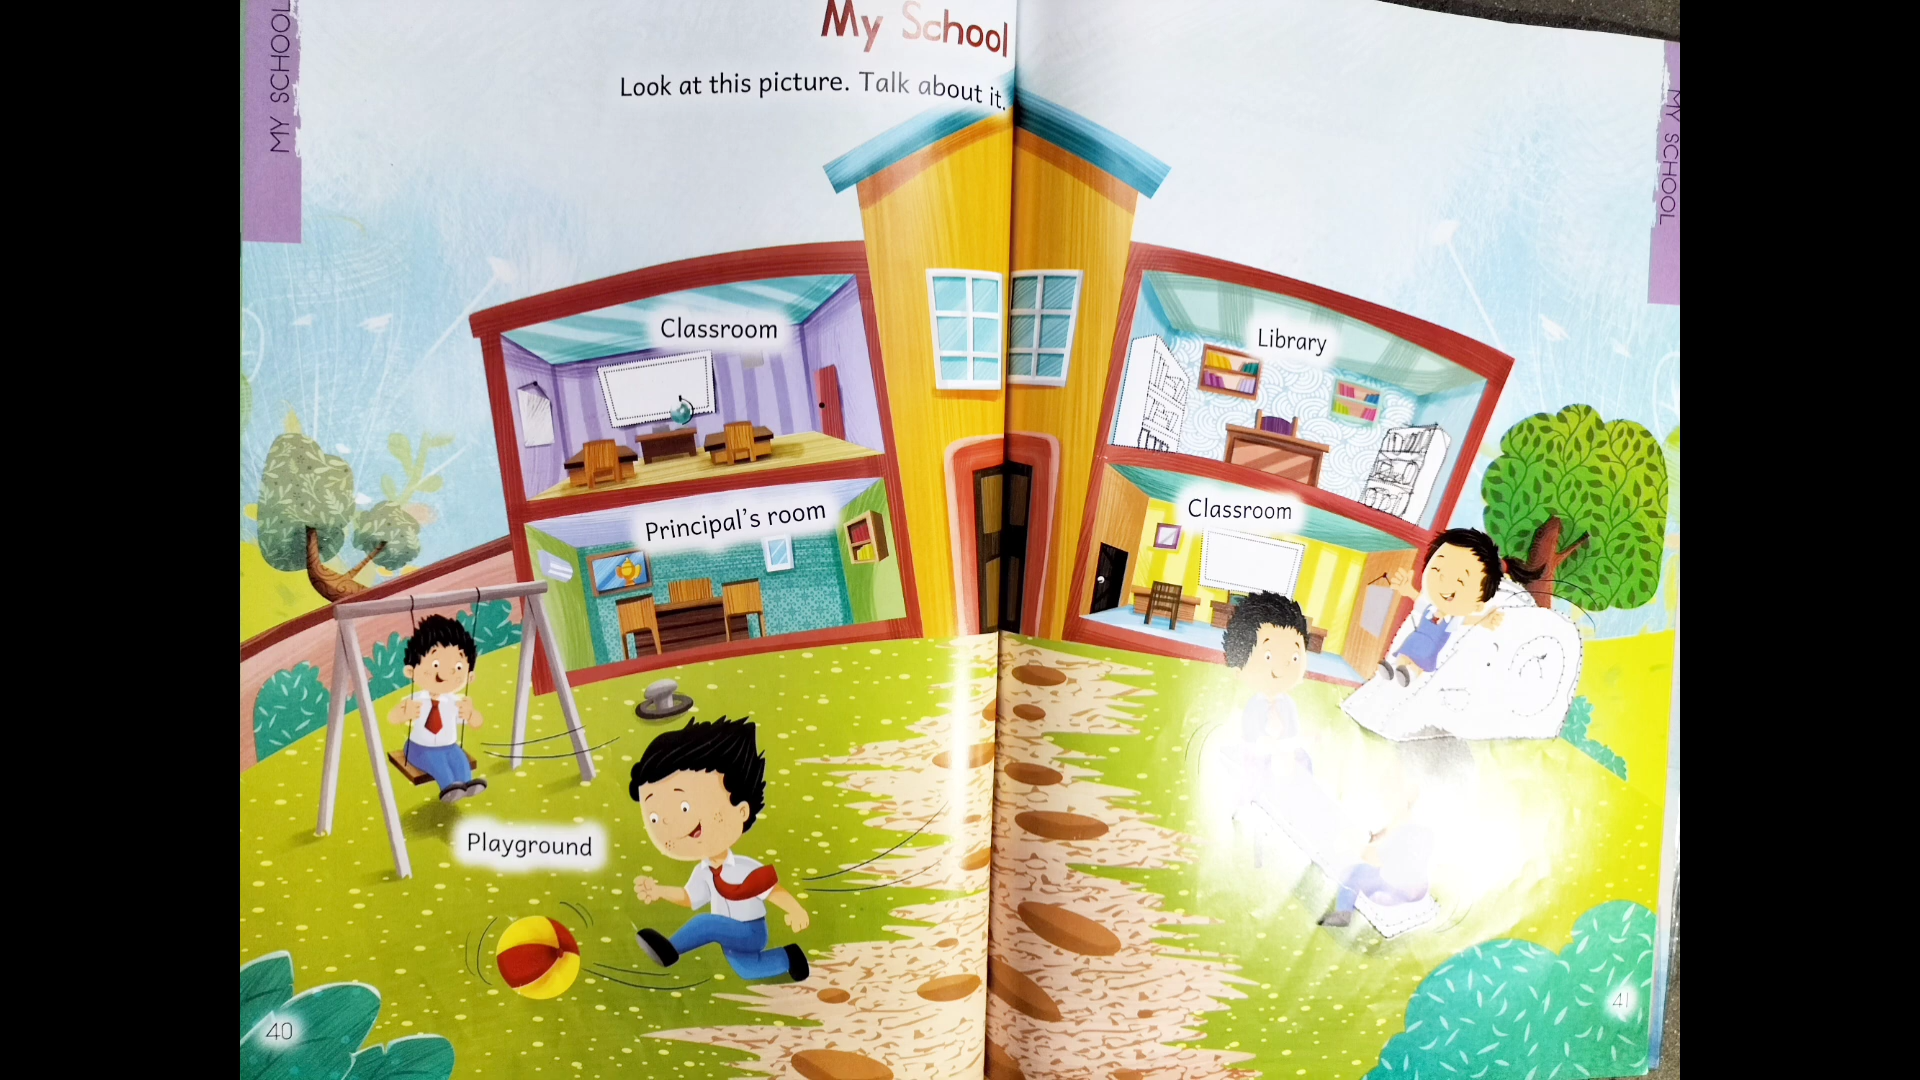 MY SCHOOL
My School
Look at this picture. Talk about it.
MY SCHOOL
Classroom
Library
Principal's room
Classroom
Playground
40
41